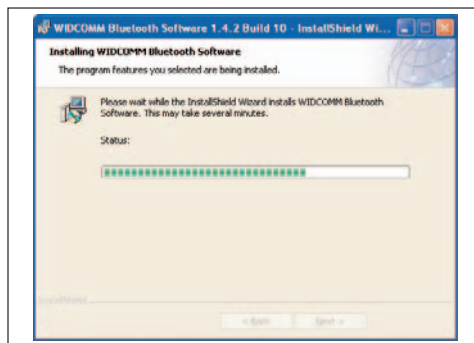 WIDCOMM Bluetooth Software 1.4.2 Build 10 - InstallShield Wi...
Installing WIDCOMM Bluetooth Software
The program features you selected are being installed.
Please wait while the InstallShield Wizard installs WIDCOMM Bluetooth
Software. This may take several minutes.
Status:
InstallShield
< Back
Next >